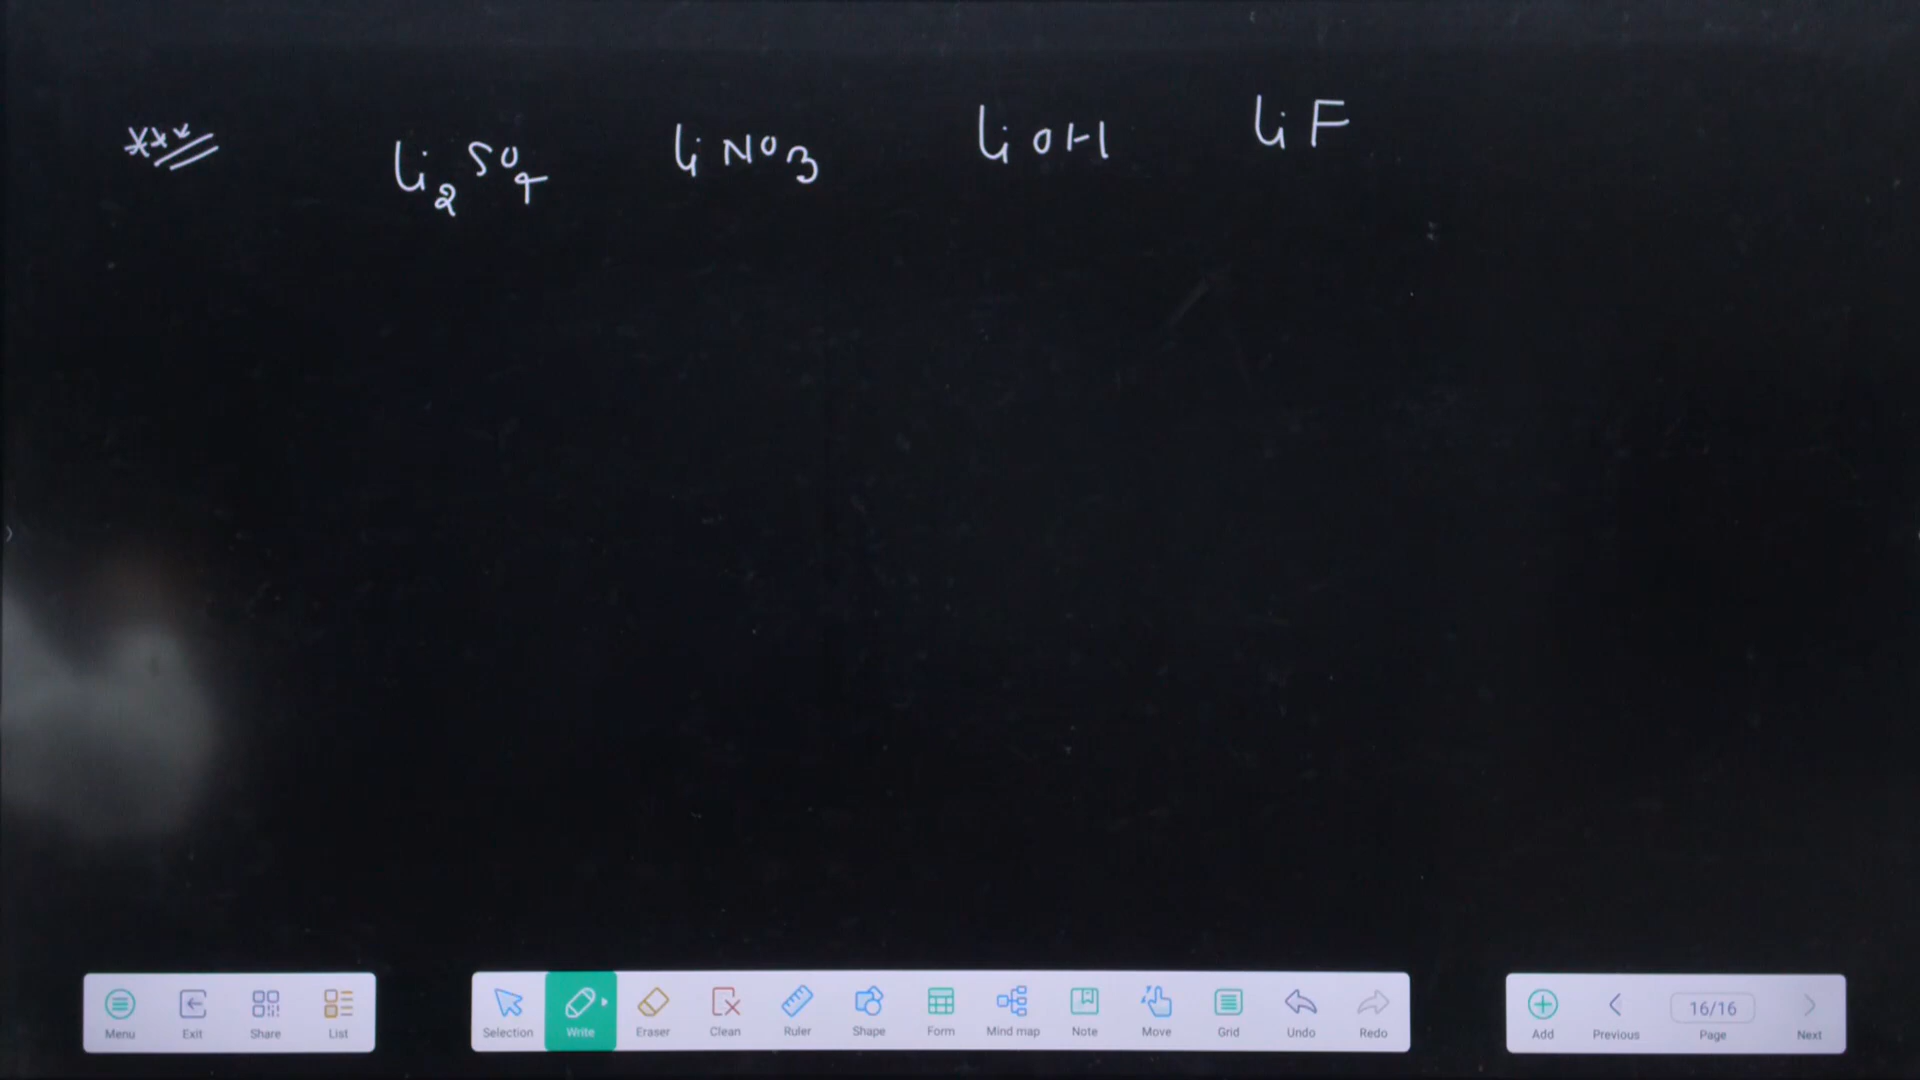 *** Li2SO4 LiNO3 LiOH LiF
Menu Exit Share List
Selection Write Eraser Clean Ruler Shape Form Mind map Note Move Grid Undo Redo
Add Previous 16/16 Page Next